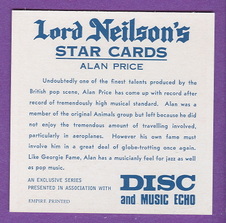 Lord Neilson's
STAR CARDS
ALAN PRICE
Undoubtedly one of the finest talents produced by the
British pop scene, Alan Price has come up with record after
record of tremendously high musical standard. Alan was a
member of the original Animals group but left because he did
not enjoy the tremendous amount of travelling involved,
particularly in aeroplanes. However his own fame must
involve him in a great deal of travelling, even today.
Like Georgie Fame, Alan has a musicianly feel for jazz as well
as pop music.
AN EXCLUSIVE SERIES
PRESENTED IN ASSOCIATION WITH
EMPIRE PRINTED
DISC
and MUSIC ECHO